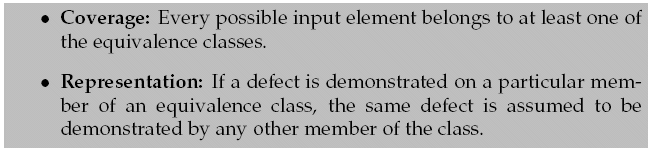 • Coverage: Every possible input element belongs to at least one of
the equivalence classes.
• Representation: If a defect is demonstrated on a particular mem-
ber of an equivalence class, the same defect is assumed to be
demonstrated by any other member of the class.